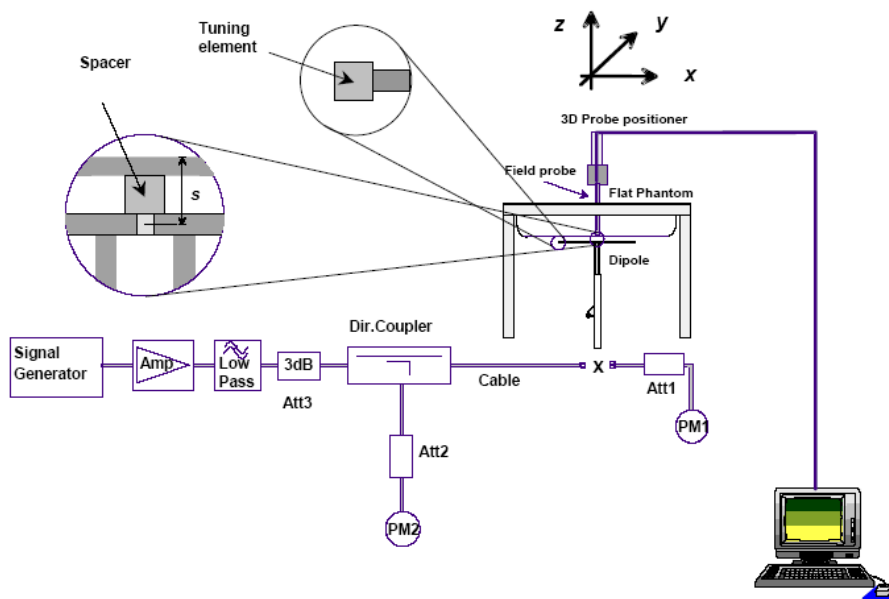 Tuning
element
Spacer
s
z
y
x
3D Probe positioner
Field probe
Flat Phantom
Dipole
Dir.Coupler
Signal
Generator
Amp
Low
Pass
3dB
Att3
Cable
X
Att1
PM1
Att2
PM2